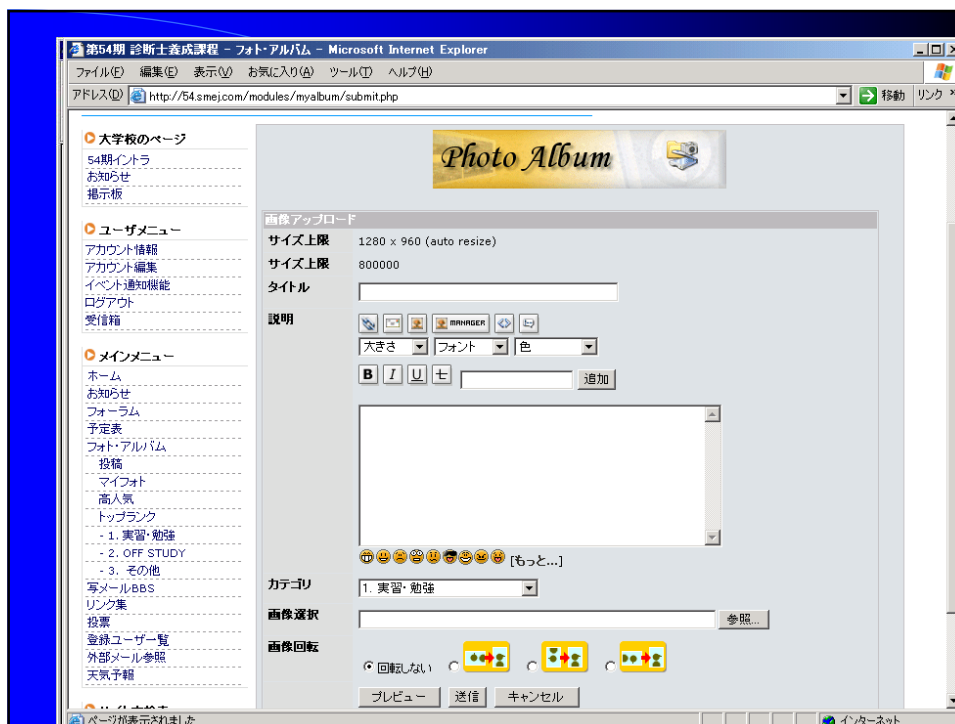 第54期 診断士養成課程 - フォト・アルバム - Microsoft Internet Explorer
ファイル(F) 編集(E) 表示(V) お気に入り(A) ツール(T) ヘルプ(H)
アドレス(D) http://54.smej.com/modules/myalbum/submit.php 移動 リンク »
大学校のページ
54期イントラ
お知らせ
掲示板
ユーザメニュー
アカウント情報
アカウント編集
イベント通知機能
ログアウト
受信箱
メインメニュー
ホーム
お知らせ
フォーラム
予定表
フォト・アルバム
投稿
マイフォト
高人気
トップランク
- 1. 実習・勉強
- 2. OFF STUDY
- 3. その他
写メールBBS
リンク集
投票
登録ユーザ一覧
外部メール参照
天気予報
Photo Album
画像アップロード
サイズ上限 1280 x 960 (auto resize)
サイズ上限 800000
タイトル
説明
MANAGER
大きさ フォント 色
B I U 追加
[もっと...]
カテゴリ 1. 実習・勉強
画像選択 参照...
画像回転
回転しない
プレビュー 送信 キャンセル
ページが表示されました インターネット